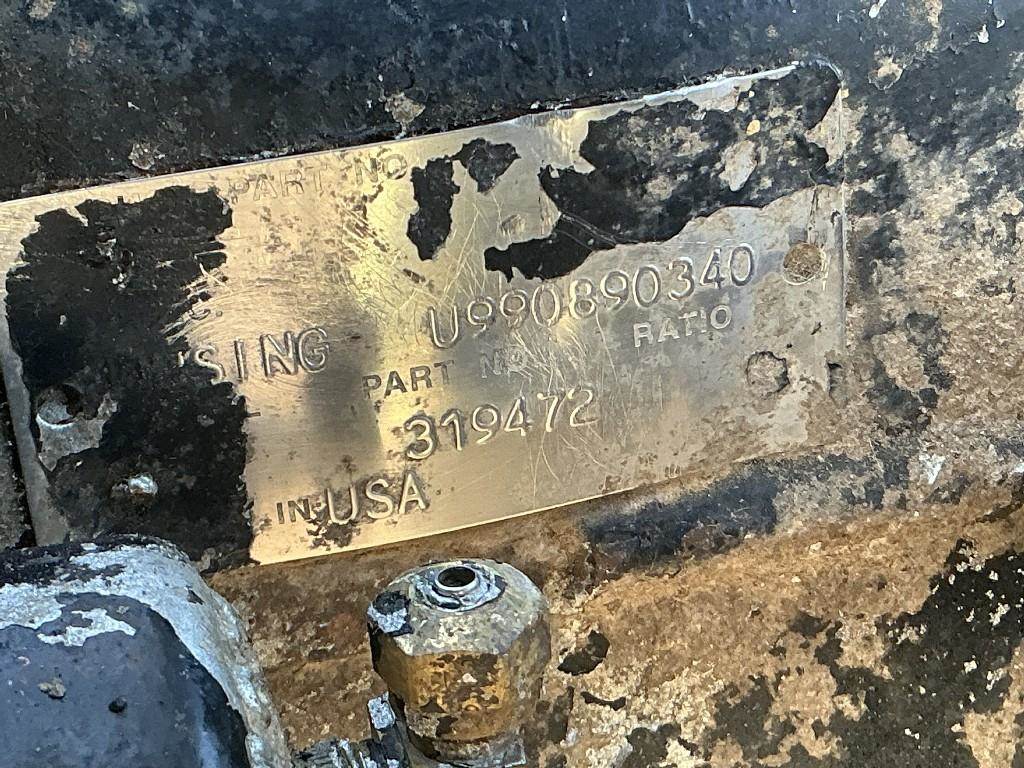 PART NO
SING U990890340
PART NO RATIO
319472
IN USA